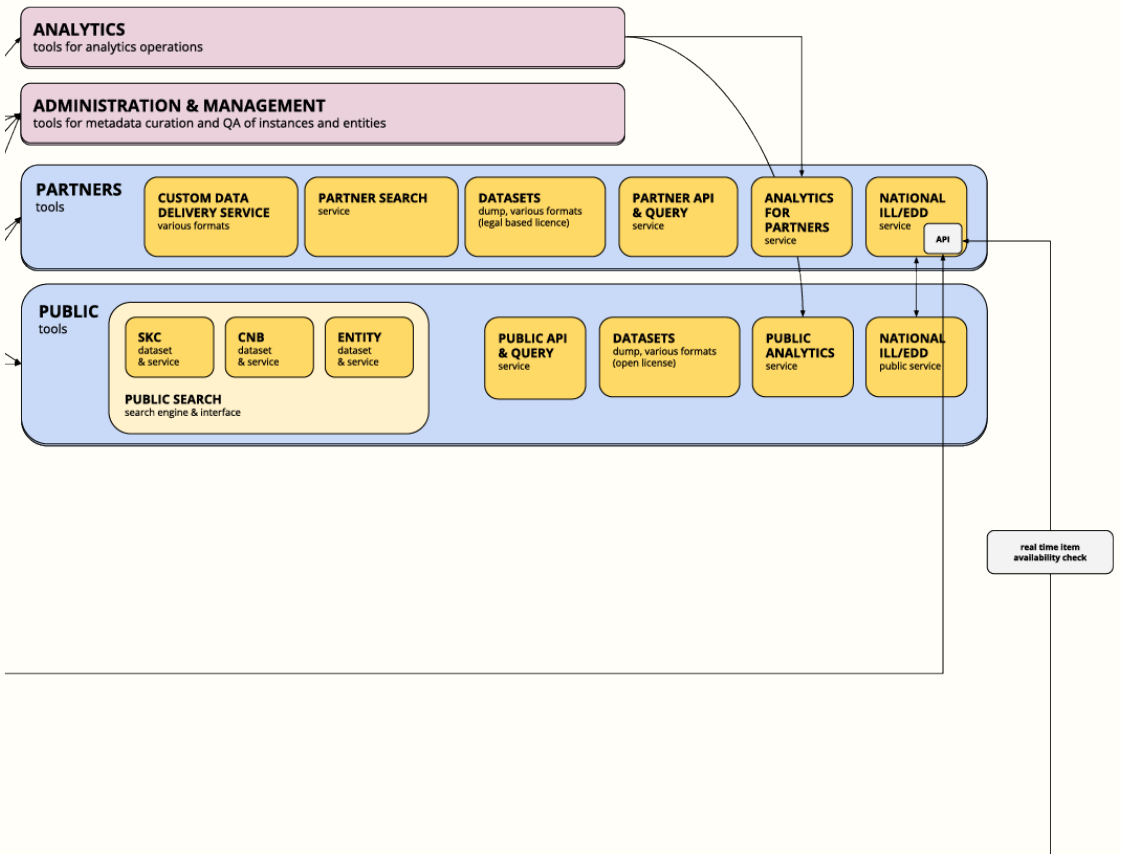 ANALYTICS
tools for analytics operations
ADMINISTRATION & MANAGEMENT
tools for metadata curation and QA of instances and entities
PARTNERS
tools
CUSTOM DATA
DELIVERY SERVICE
various formats
PARTNER SEARCH
service
DATASETS
dump, various formats
(legal based licence)
PARTNER API
& QUERY
service
ANALYTICS
FOR
PARTNERS
service
NATIONAL
ILL/EDD
service
API
PUBLIC
tools
SKC
dataset
& service
CNB
dataset
& service
ENTITY
dataset
& service
PUBLIC SEARCH
search engine & interface
PUBLIC API
& QUERY
service
DATASETS
dump, various formats
(open license)
PUBLIC
ANALYTICS
service
NATIONAL
ILL/EDD
public service
real time item
availability check